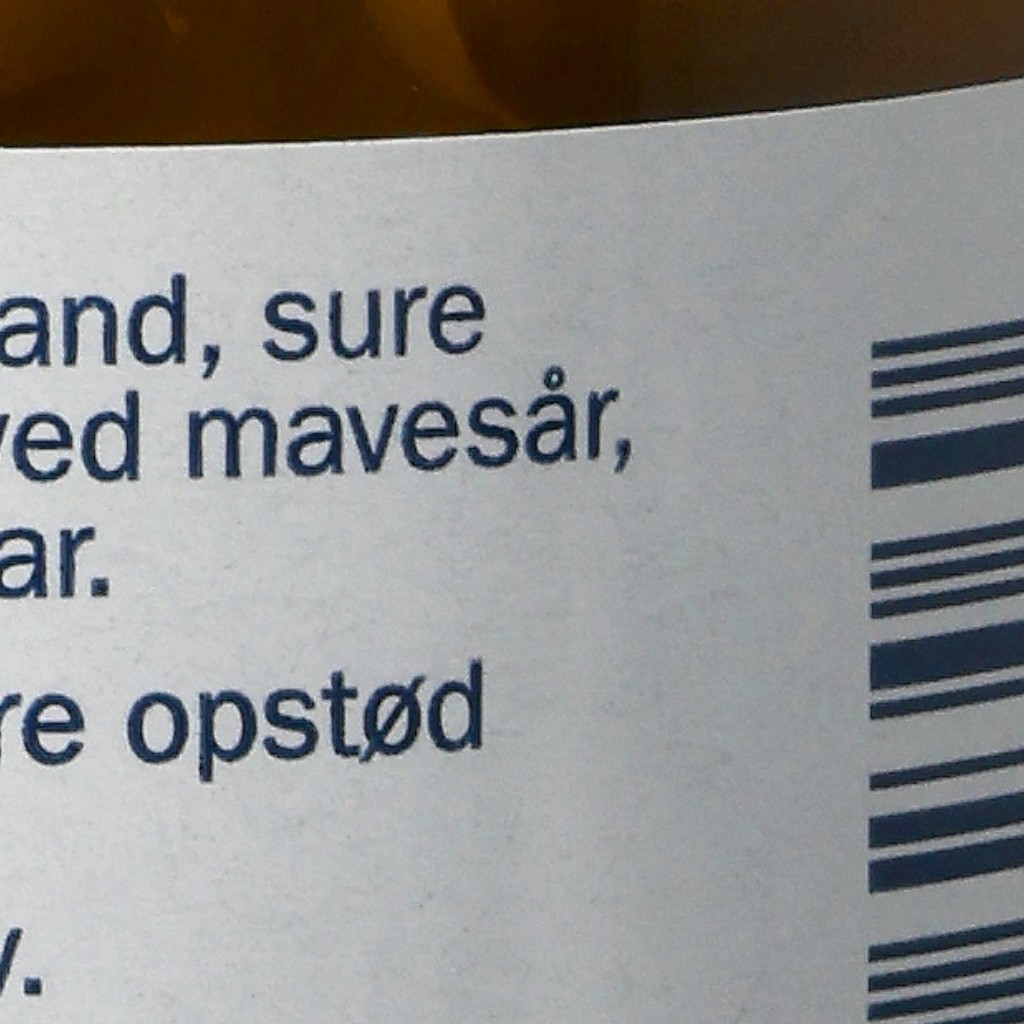 and, sure
ved mavesår,
ar.
re opstød
v.